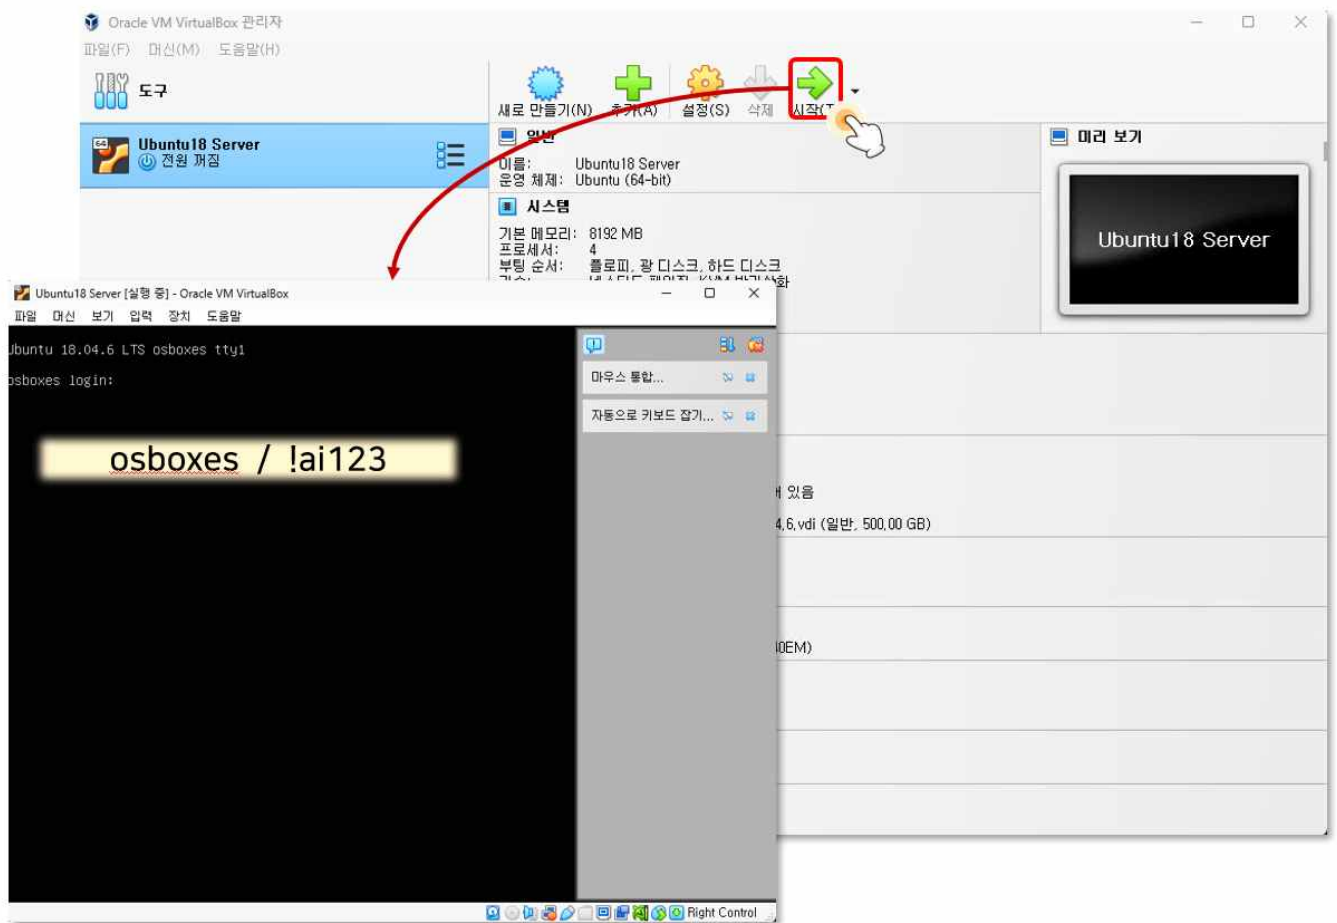 Oracle VM VirtualBox 관리자
파일(F) 머신(M) 도움말(H)
도구
새로 만들기(N) 추가(A) 설정(S) 삭제 시작(T)
Ubuntu18 Server
전원 꺼짐
일반
이름: Ubuntu18 Server
운영 체제: Ubuntu (64-bit)
시스템
기본 메모리: 8192 MB
프로세서: 4
부팅 순서: 플로피, 광 디스크, 하드 디스크
미리 보기
Ubuntu18 Server
Ubuntu18 Server [실행 중] - Oracle VM VirtualBox
파일 머신 보기 입력 장치 도움말
Ubuntu 18.04.6 LTS osboxes tty1
osboxes login:
osboxes / !ai123
마우스 통합...
자동으로 키보드 잡기...
있음
4.6.vdi (일반, 500.00 GB)
Right Control